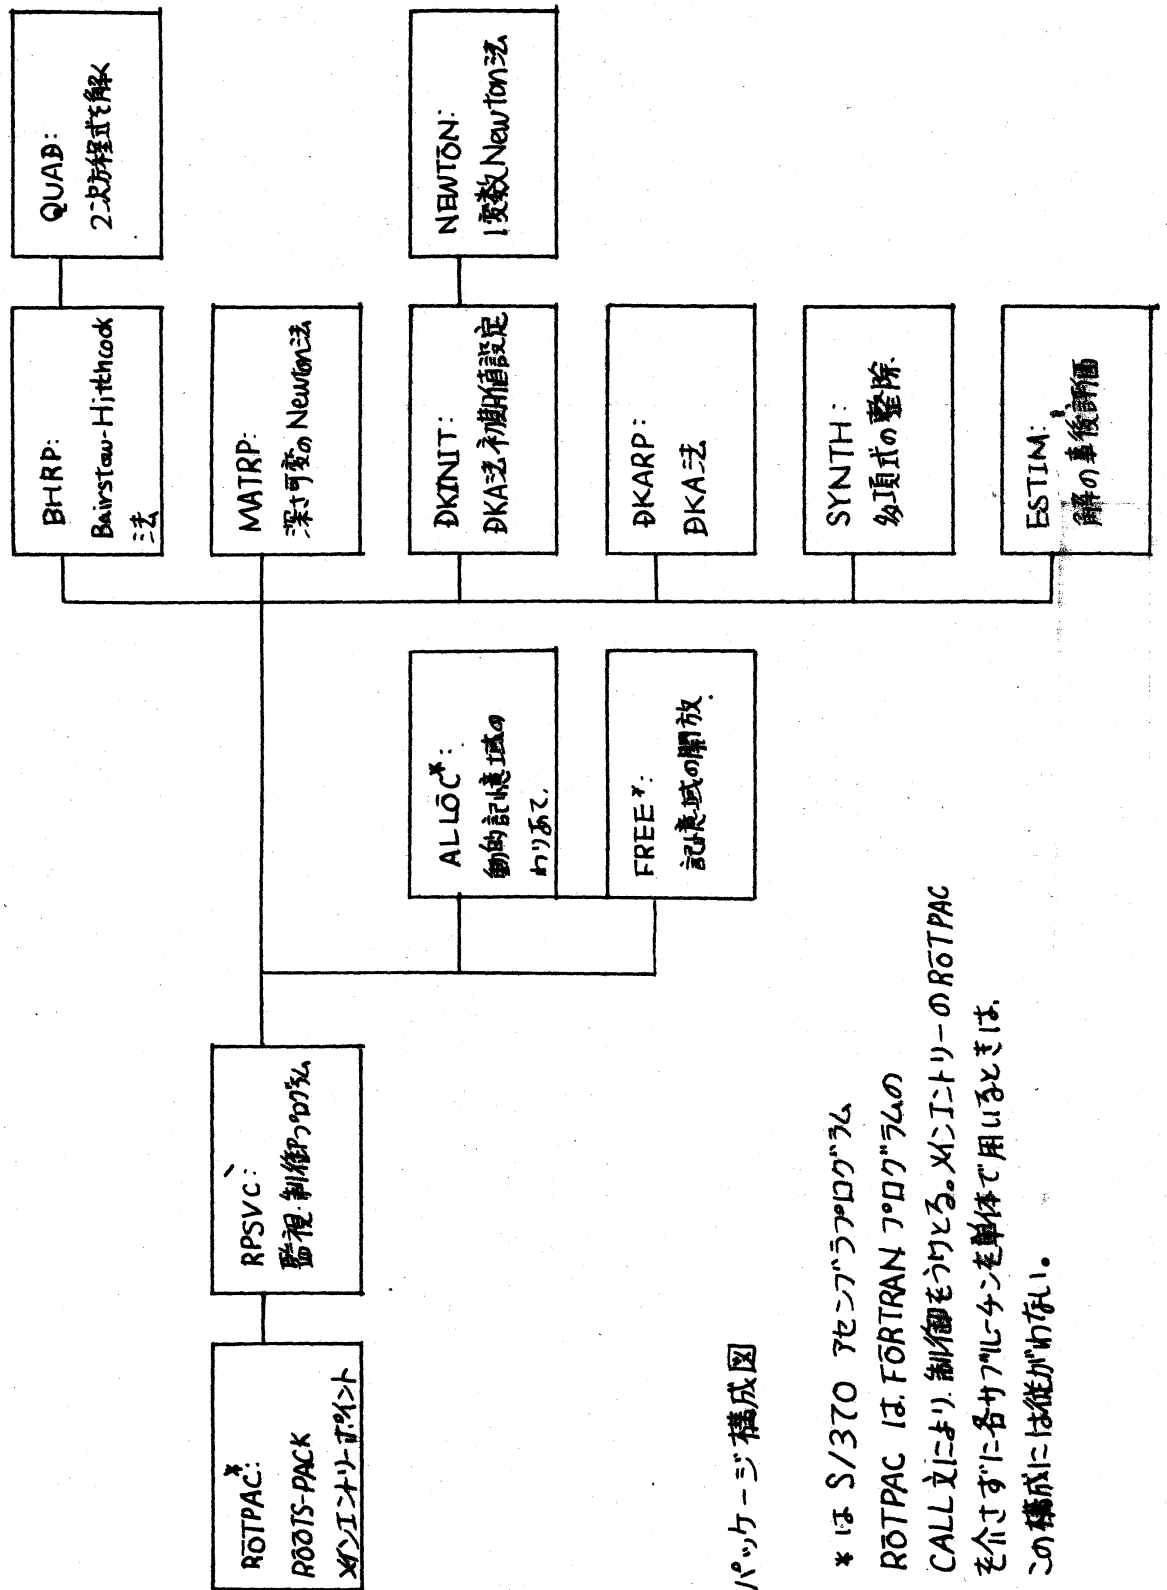 ROTPAC*:
ROOTS-PACK
メインエントリーポイント
RPSVC:
監視・制御プログラム
ALLOC*:
動的記憶域の
わりあて.
FREE*:
記憶域の開放.
BHRP:
Bairstow-Hitchcock
法
QUAD:
2次方程式を解く
MATRP:
深さ可変のNewton法
DKINIT:
DKA法初期値設定
NEWTON:
1変数Newton法
DKARP:
DKA法
SYNTH:
多項式の整除.
ESTIM:
解の事後評価
パッケージ構成図
* は S/370 アセンブラプログラム
ROTPAC は FORTRAN プログラムの
CALL文により制御をうけとる。メインエントリーのROTPAC
を介さずに各サブルーチンを単体で用いるときは、
この構成には従がわない。